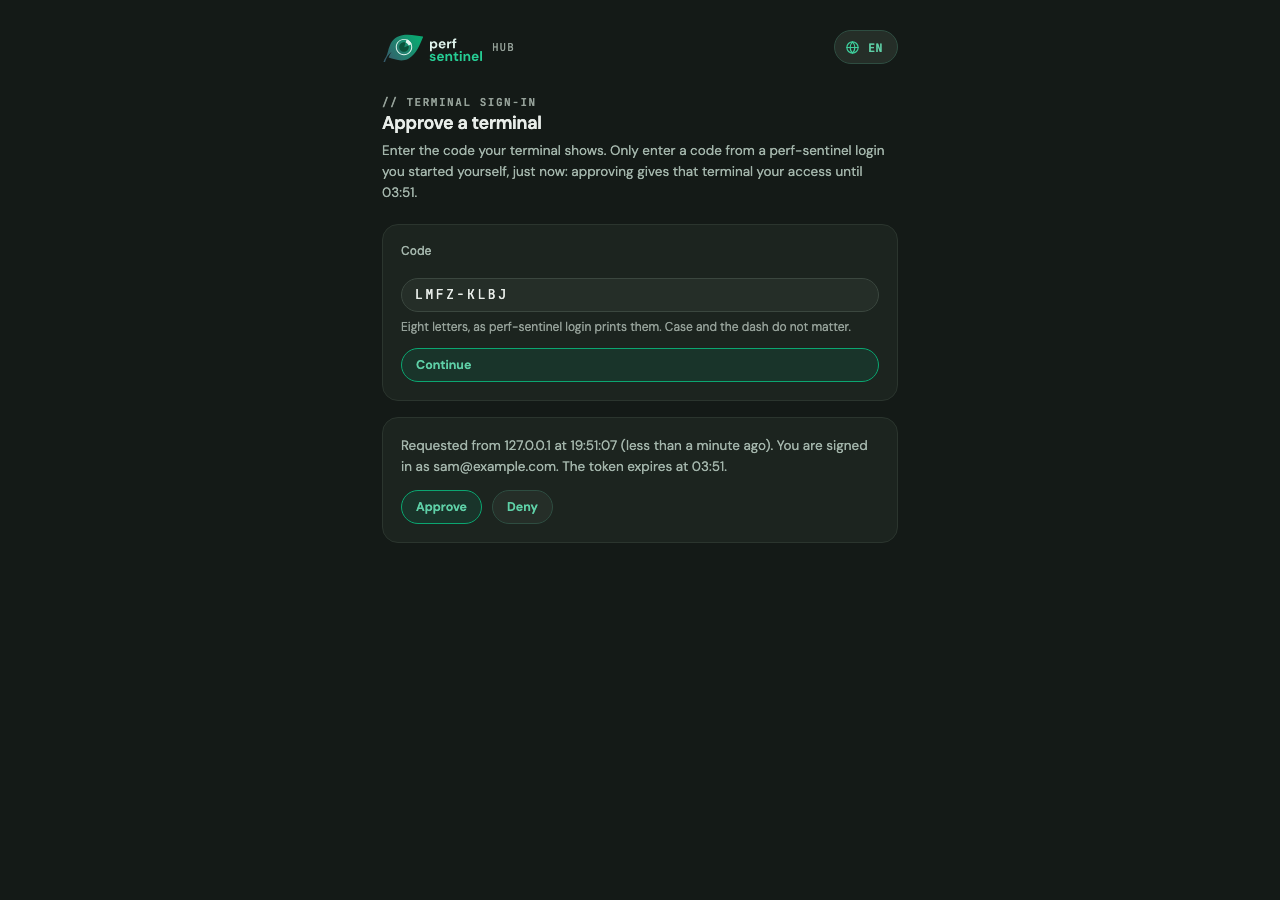 perf
sentinel
HUB
EN
// TERMINAL SIGN-IN
Approve a terminal
Enter the code your terminal shows. Only enter a code from a perf-sentinel login
you started yourself, just now: approving gives that terminal your access until
03:51.
Code
LMFZ-KLBJ
Eight letters, as perf-sentinel login prints them. Case and the dash do not matter.
Continue
Requested from 127.0.0.1 at 19:51:07 (less than a minute ago). You are signed
in as sam@example.com. The token expires at 03:51.
Approve
Deny